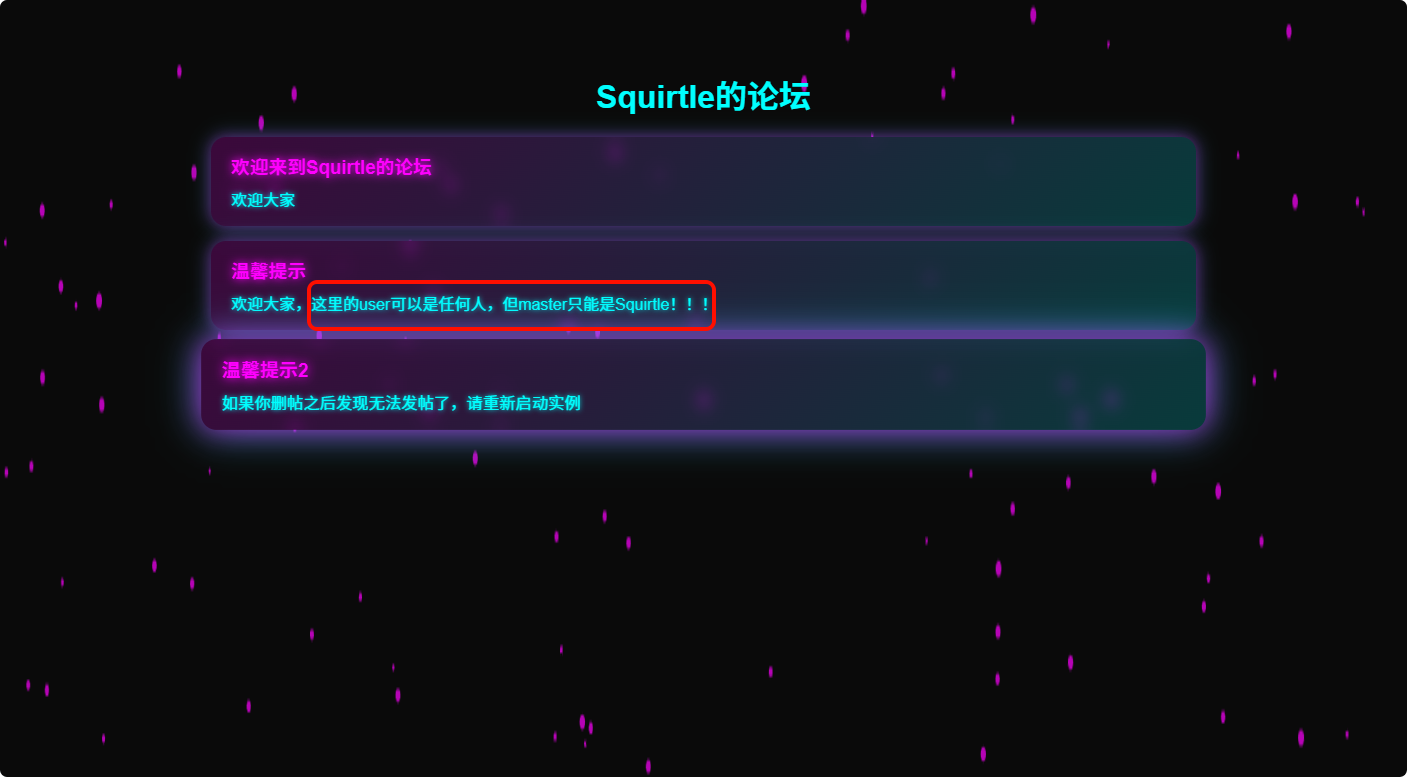 Squirtle的论坛
欢迎来到Squirtle的论坛
欢迎大家
温馨提示
欢迎大家，这里的user可以是任何人，但master只能是Squirtle！！！
温馨提示2
如果你删帖之后发现无法发帖了，请重新启动实例